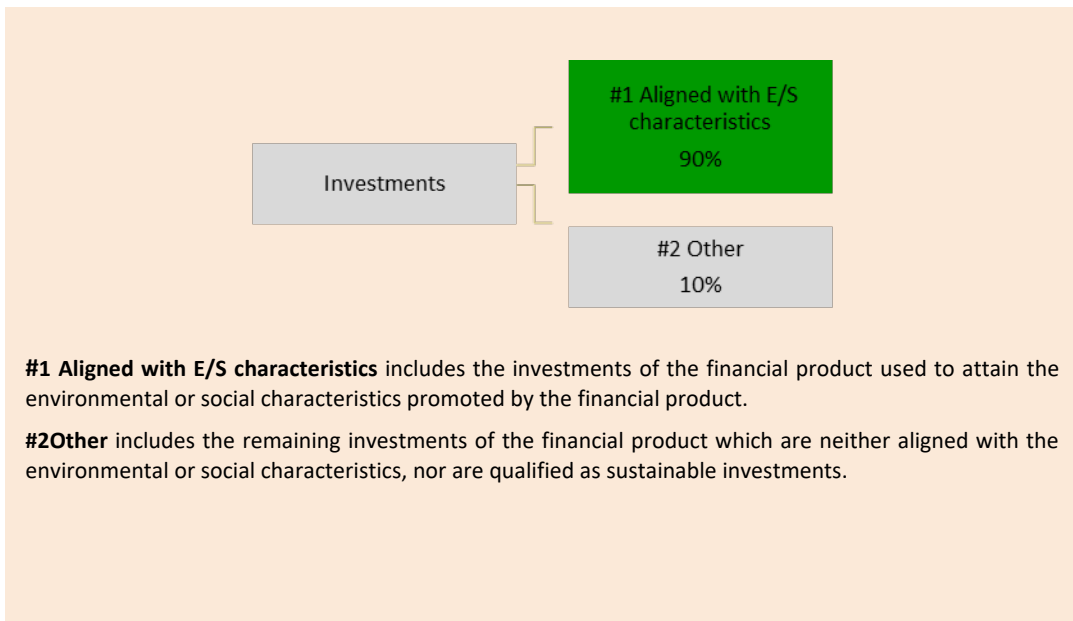 #1 Aligned with E/S
characteristics
90%
Investments
#2 Other
10%
#1 Aligned with E/S characteristics includes the investments of the financial product used to attain the
environmental or social characteristics promoted by the financial product.
#2Other includes the remaining investments of the financial product which are neither aligned with the
environmental or social characteristics, nor are qualified as sustainable investments.